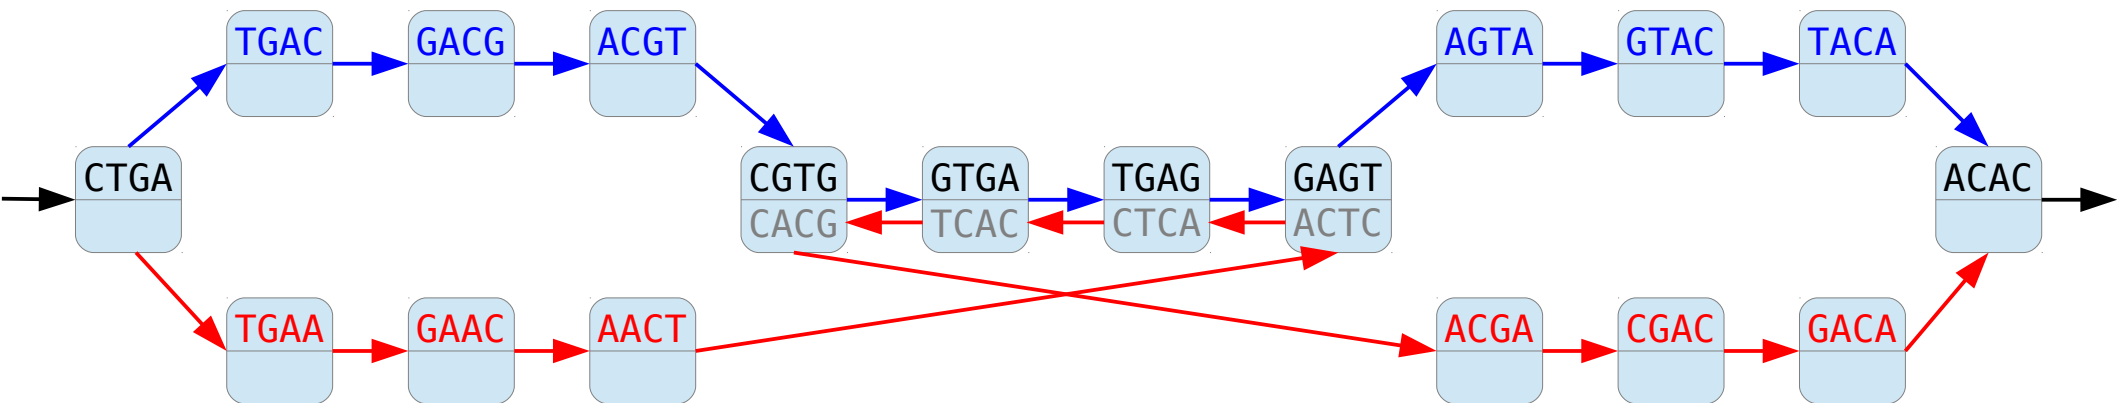 TGAC GACG ACGT AGTA GTAC TACA
CTGA CGTG GTGA TGAG GAGT ACAC
CACG TCAC CTCA ACTC
TGAA GAAC AACT ACGA CGAC GACA